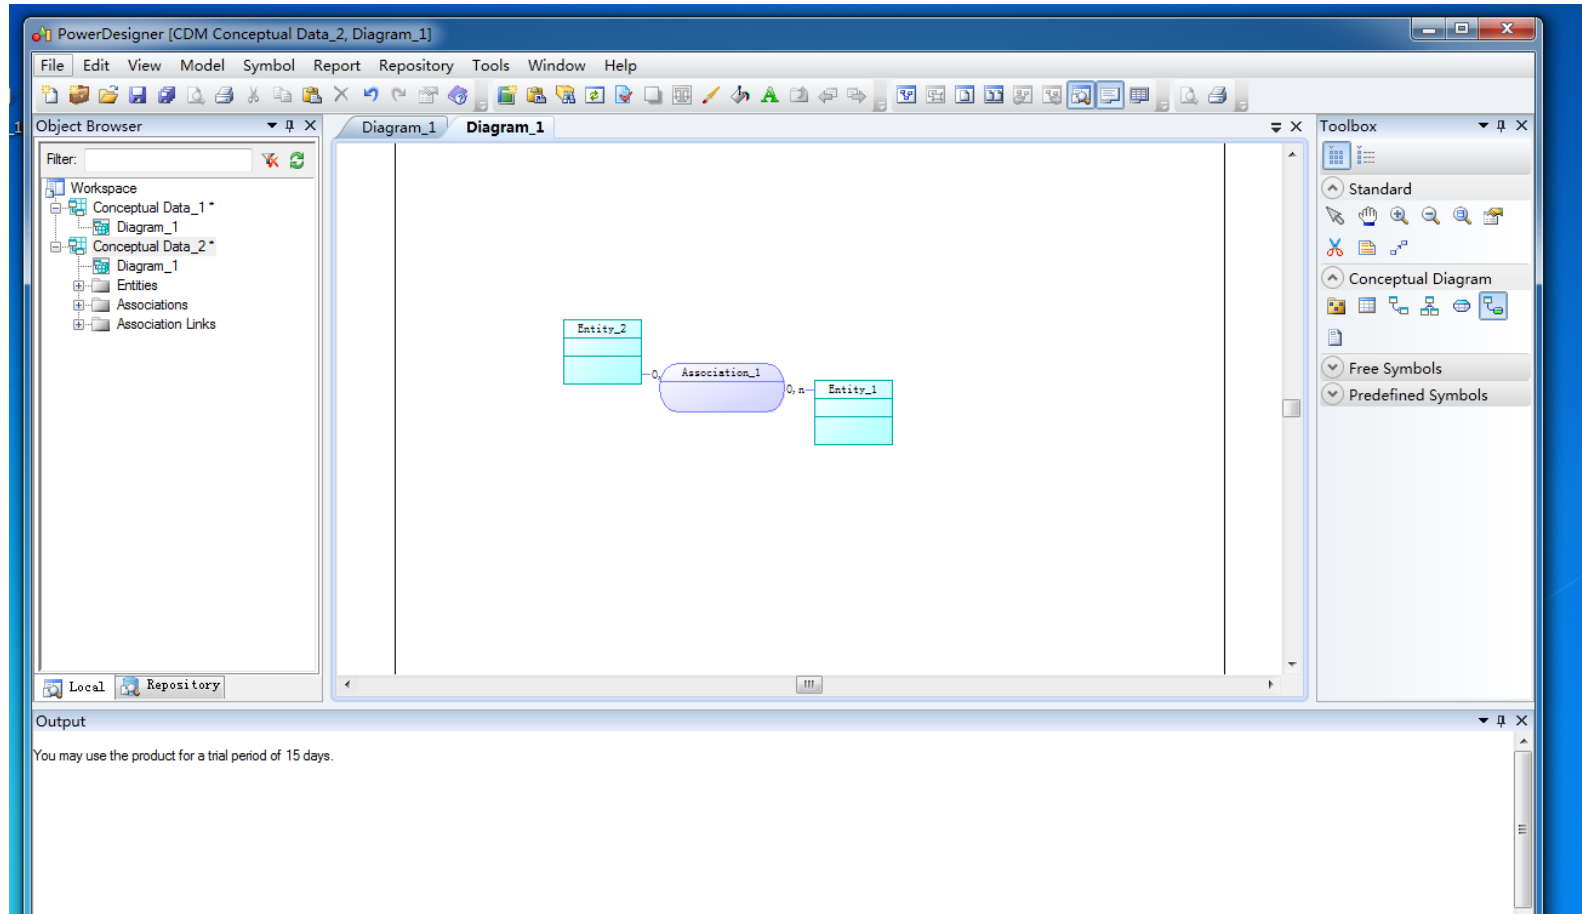 PowerDesigner [CDM Conceptual Data_2, Diagram_1]
File Edit View Model Symbol Report Repository Tools Window Help
Object Browser
Diagram_1 Diagram_1
Toolbox
Filter:
Workspace
Conceptual Data_1 *
Diagram_1
Conceptual Data_2 *
Diagram_1
Entities
Associations
Association Links
Local Repository
Entity_2
0,
Association_1
0,n
Entity_1
Standard
Conceptual Diagram
Free Symbols
Predefined Symbols
Output
You may use the product for a trial period of 15 days.